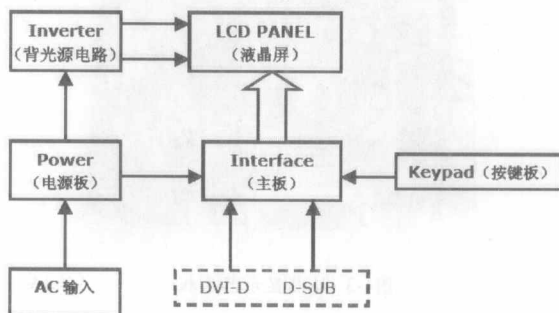 Inverter
(背光源电路)
LCD PANEL
(液晶屏)
Power
(电源板)
Interface
(主板)
Keypad(按键板)
AC 输入
DVI-D D-SUB